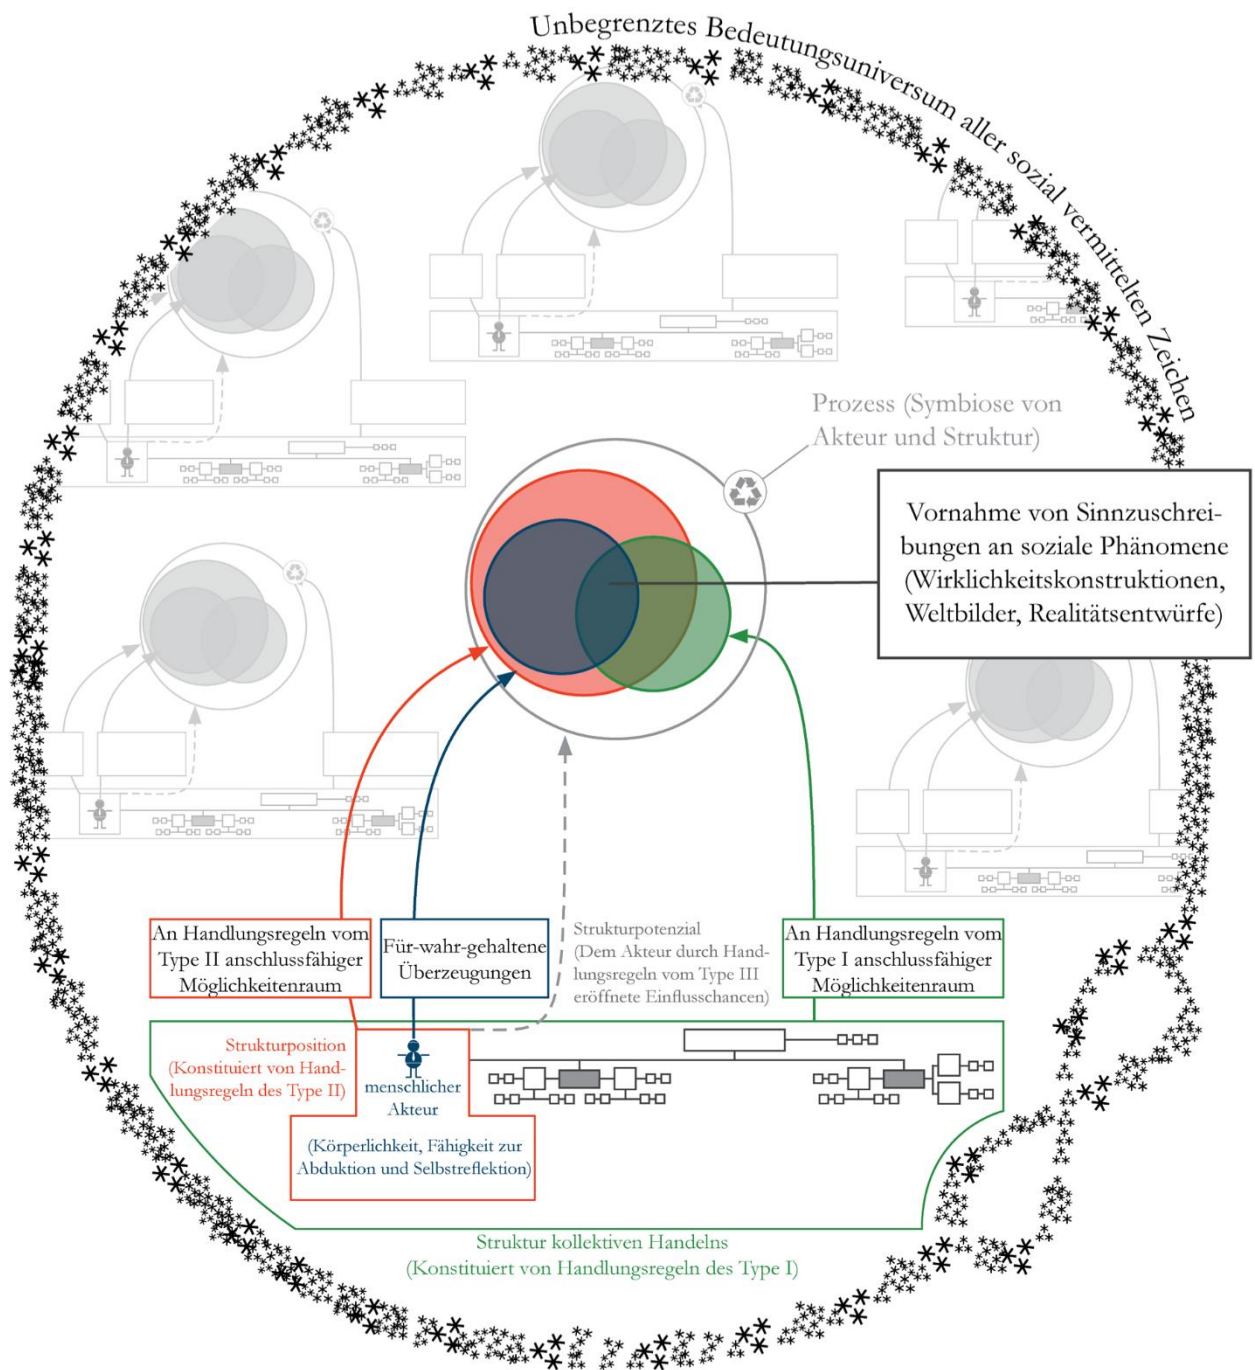 Unbegrenztes Bedeutungsuniversum aller sozial vermittelten Zeichen
Prozess (Symbiose von
Akteur und Struktur)
Vornahme von Sinnzuschrei-
bungen an soziale Phänomene
(Wirklichkeitskonstruktionen,
Weltbilder, Realitätsentwürfe)
An Handlungsregeln vom
Type II anschlussfähiger
Möglichkeitenraum
Für-wahr-gehaltene
Überzeugungen
Strukturpotenzial
(Dem Akteur durch Hand-
lungsregeln vom Type III
eröffnete Einflusschancen)
An Handlungsregeln vom
Type I anschlussfähiger
Möglichkeitenraum
Strukturposition
(Konstituiert von Hand-
lungsregeln des Type II)
menschlicher
Akteur
(Körperlichkeit, Fähigkeit zur
Abduktion und Selbstreflektion)
Struktur kollektiven Handelns
(Konstituiert von Handlungsregeln des Type I)